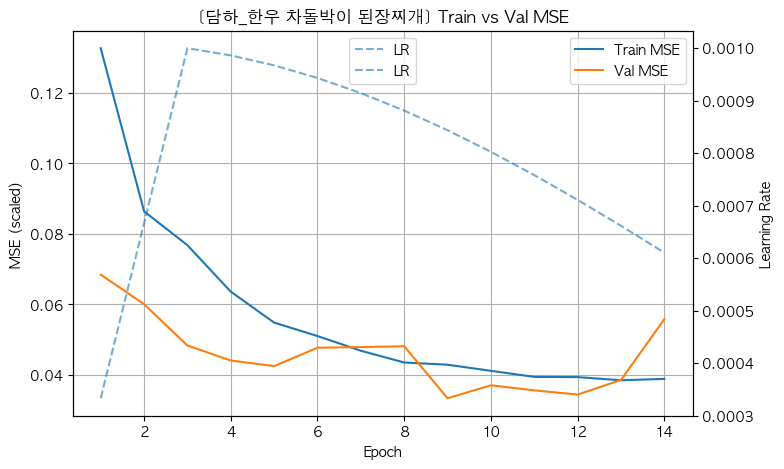 [담하_한우 차돌박이 된장찌개] Train vs Val MSE
LR
LR
Train MSE
Val MSE
0.12
0.10
0.08
0.06
0.04
MSE (scaled)
0.0010
0.0009
0.0008
0.0007
0.0006
0.0005
0.0004
0.0003
Learning Rate
2 4 6 8 10 12 14
Epoch